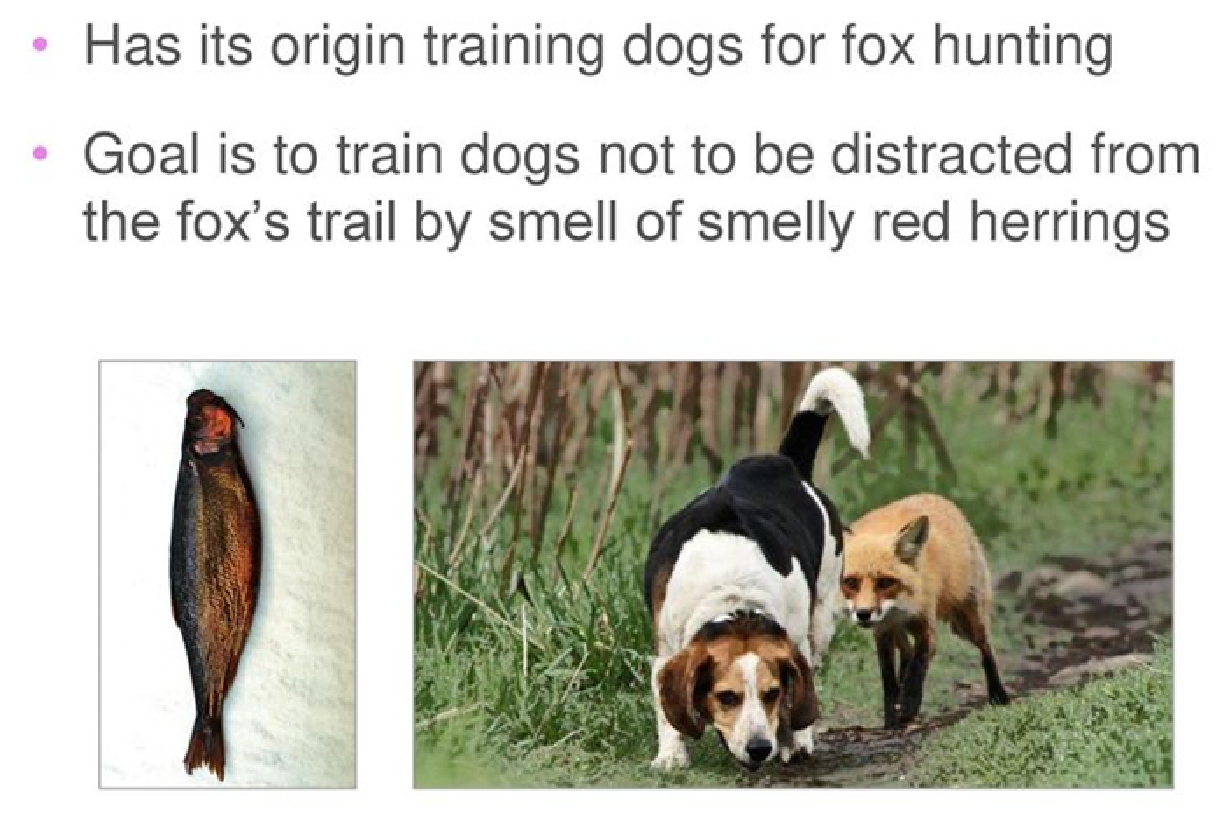 • Has its origin training dogs for fox hunting
• Goal is to train dogs not to be distracted from
the fox’s trail by smell of smelly red herrings